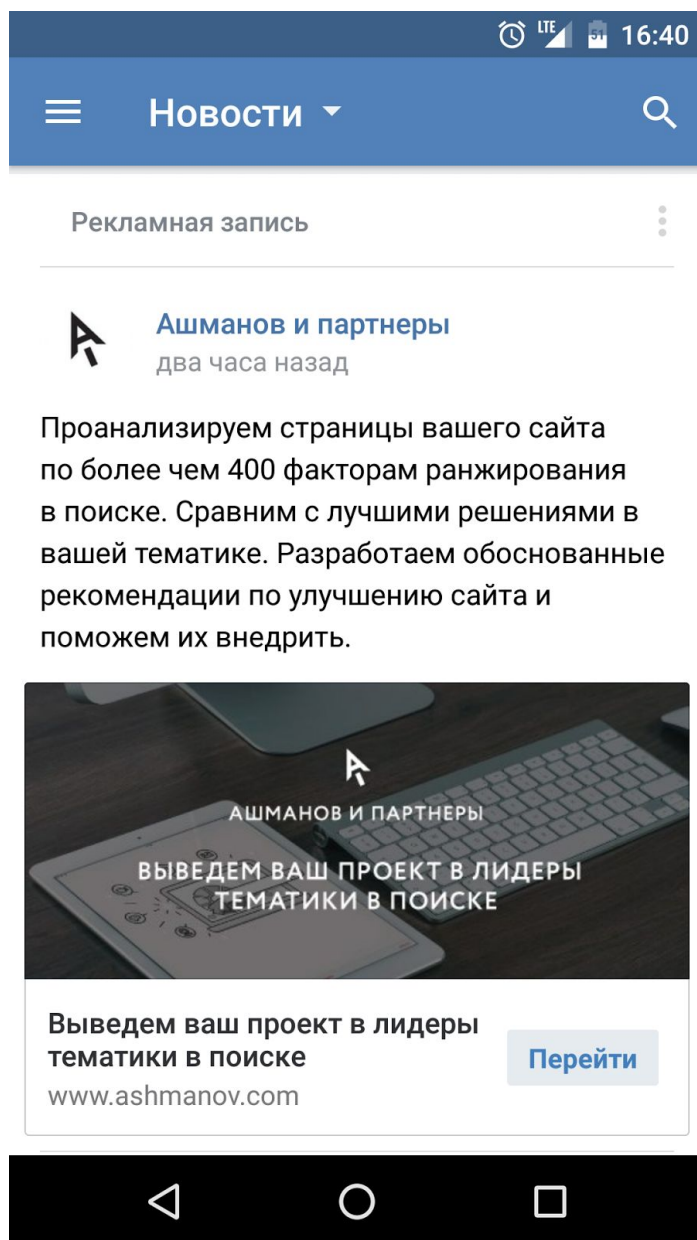 LTE 51 16:40
Новости
Рекламная запись
Ашманов и партнеры
два часа назад
Проанализируем страницы вашего сайта
по более чем 400 факторам ранжирования
в поиске. Сравним с лучшими решениями в
вашей тематике. Разработаем обоснованные
рекомендации по улучшению сайта и
поможем их внедрить.
АШМАНОВ И ПАРТНЕРЫ
ВЫВЕДЕМ ВАШ ПРОЕКТ В ЛИДЕРЫ
ТЕМАТИКИ В ПОИСКЕ
Выведем ваш проект в лидеры
тематики в поиске
Перейти
www.ashmanov.com